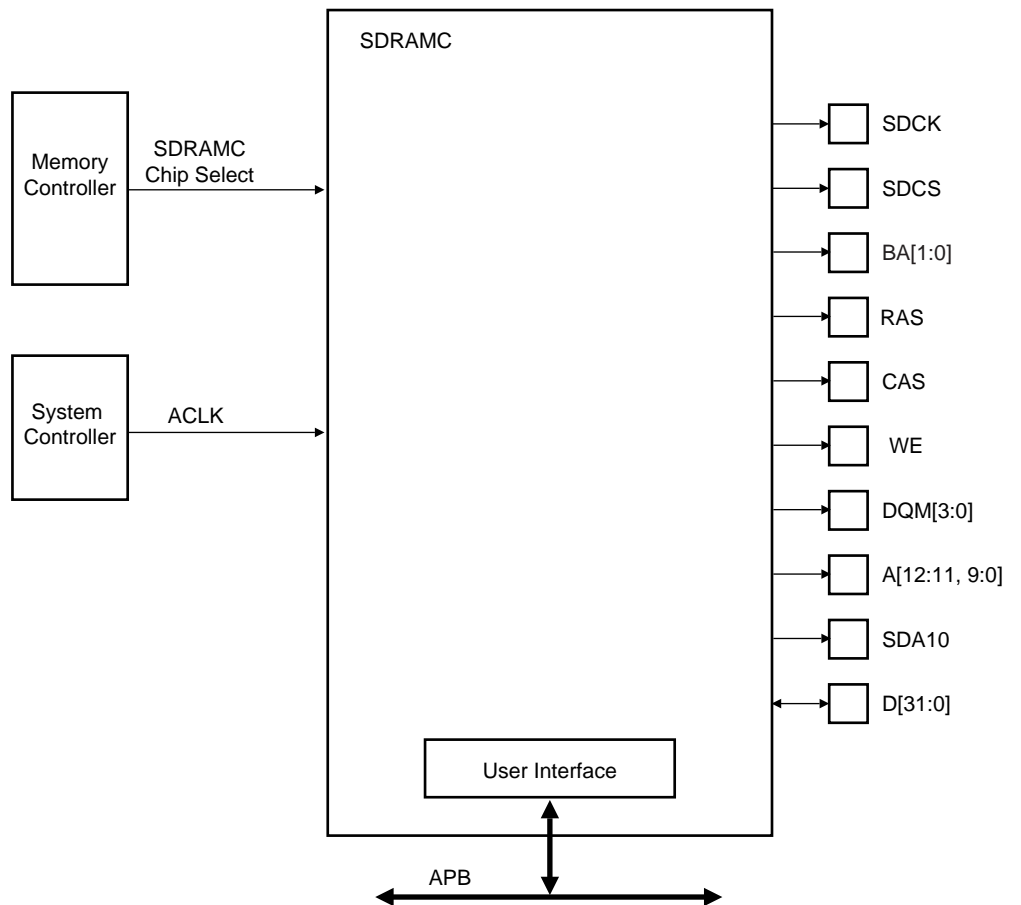 SDRAMC
Memory
Controller
SDRAMC
Chip Select
System
Controller
ACLK
SDCK
SDCS
BA[1:0]
RAS
CAS
WE
DQM[3:0]
A[12:11, 9:0]
SDA10
D[31:0]
User Interface
APB